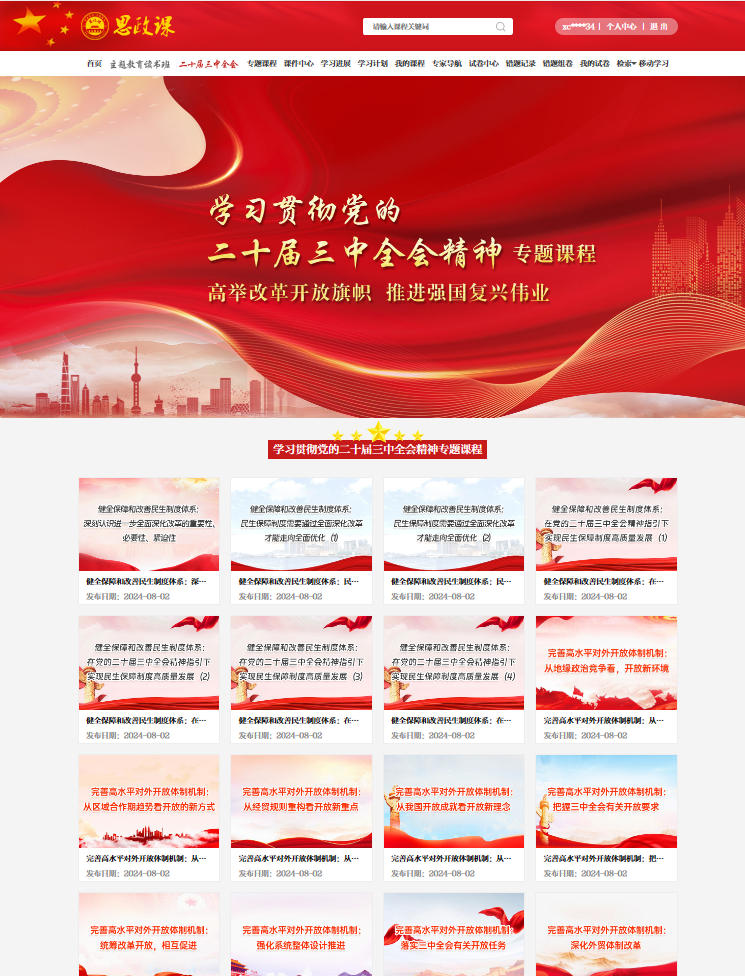 思政课
请输入课程关键词
xc****34 | 个人中心 | 退 出
首页 主题教育读书班 二十届三中全会 专题课程 课件中心 学习进展 学习计划 我的课程 专家导航 试卷中心 错题记录 错题组卷 我的试卷 检索 移动学习
学习贯彻党的
二十届三中全会精神 专题课程
高举改革开放旗帜 推进强国复兴伟业
学习贯彻党的二十届三中全会精神专题课程
健全保障和改善民生制度体系：
深刻认识进一步全面深化改革的重要性、
必要性、紧迫性
健全保障和改善民生制度体系：深…
发布日期：2024-08-02
健全保障和改善民生制度体系：
民生保障制度需要通过全面深化改革
才能走向全面优化（1）
健全保障和改善民生制度体系：民…
发布日期：2024-08-02
健全保障和改善民生制度体系：
民生保障制度需要通过全面深化改革
才能走向全面优化（2）
健全保障和改善民生制度体系：民…
发布日期：2024-08-02
健全保障和改善民生制度体系：
在党的二十届三中全会精神指引下
实现民生保障制度高质量发展（1）
健全保障和改善民生制度体系：在…
发布日期：2024-08-02
健全保障和改善民生制度体系：
在党的二十届三中全会精神指引下
实现民生保障制度高质量发展（2）
健全保障和改善民生制度体系：在…
发布日期：2024-08-02
健全保障和改善民生制度体系：
在党的二十届三中全会精神指引下
实现民生保障制度高质量发展（3）
健全保障和改善民生制度体系：在…
发布日期：2024-08-02
健全保障和改善民生制度体系：
在党的二十届三中全会精神指引下
实现民生保障制度高质量发展（4）
健全保障和改善民生制度体系：在…
发布日期：2024-08-02
完善高水平对外开放体制机制：
从地缘政治竞争看，开放新环境
完善高水平对外开放体制机制：从…
发布日期：2024-08-02
完善高水平对外开放体制机制：
从区域合作期趋势看开放的新方式
完善高水平对外开放体制机制：从…
发布日期：2024-08-02
完善高水平对外开放体制机制：
从经贸规则重构看开放新重点
完善高水平对外开放体制机制：从…
发布日期：2024-08-02
完善高水平对外开放体制机制：
从我国开放成就看开放新理念
完善高水平对外开放体制机制：从…
发布日期：2024-08-02
完善高水平对外开放体制机制：
把握三中全会有关开放要求
完善高水平对外开放体制机制：把…
发布日期：2024-08-02
完善高水平对外开放体制机制：
统筹改革开放，相互促进
完善高水平对外开放体制机制：
强化系统整体设计推进
完善高水平对外开放体制机制：
落实三中全会有关开放任务
完善高水平对外开放体制机制：
深化外贸体制改革